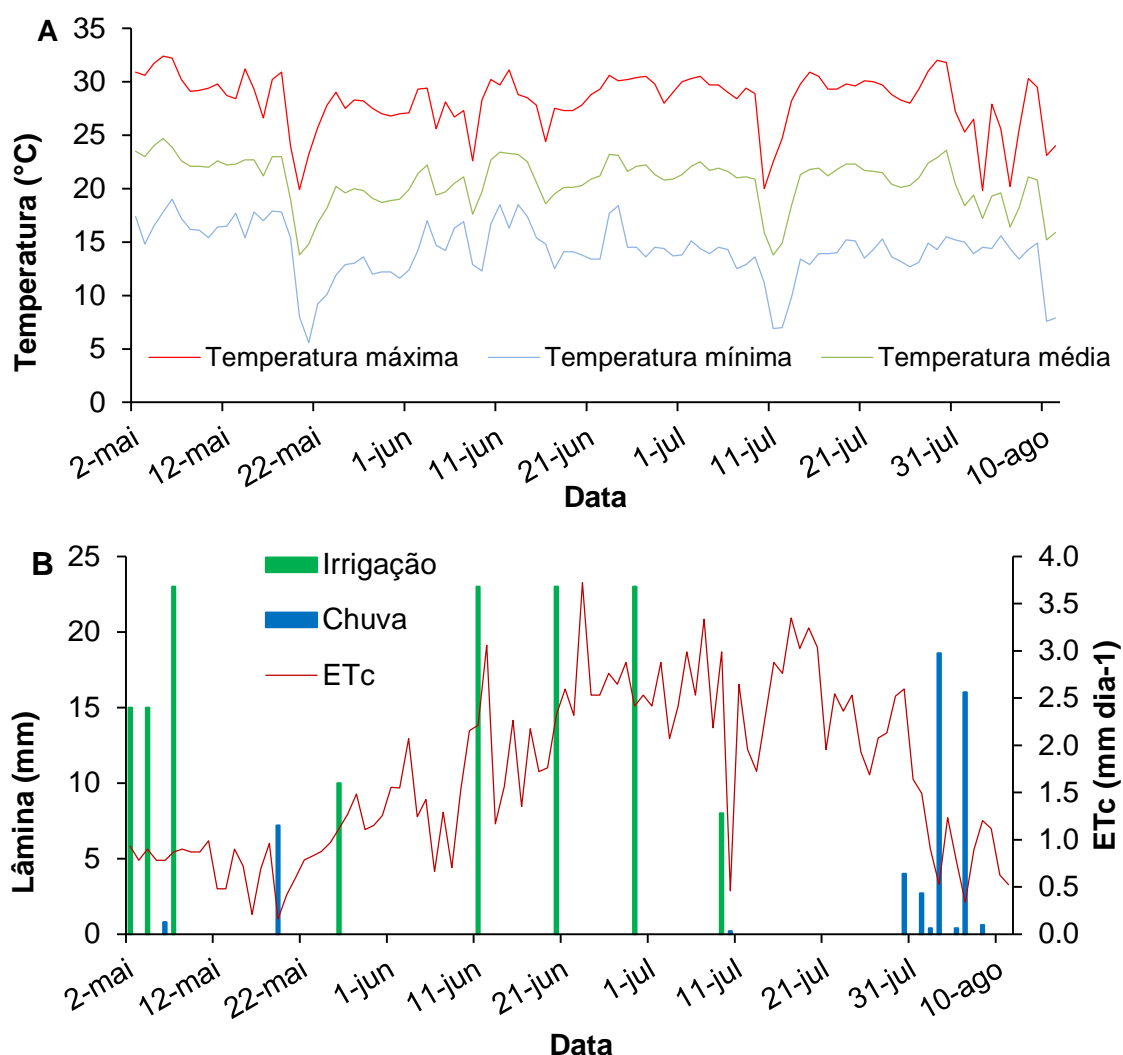 A
35
30
25
20
15
10
5
0
Temperatura (°C)
Temperatura máxima Temperatura mínima Temperatura média
2-mai 12-mai 22-mai 1-jun 11-jun 21-jun 1-jul 11-jul 21-jul 31-jul 10-ago
Data
B
25
20
15
10
5
0
Lâmina (mm)
Irrigação
Chuva
ETc
4.0
3.5
3.0
2.5
2.0
1.5
1.0
0.5
0.0
ETc (mm dia-1)
2-mai 12-mai 22-mai 1-jun 11-jun 21-jun 1-jul 11-jul 21-jul 31-jul 10-ago
Data